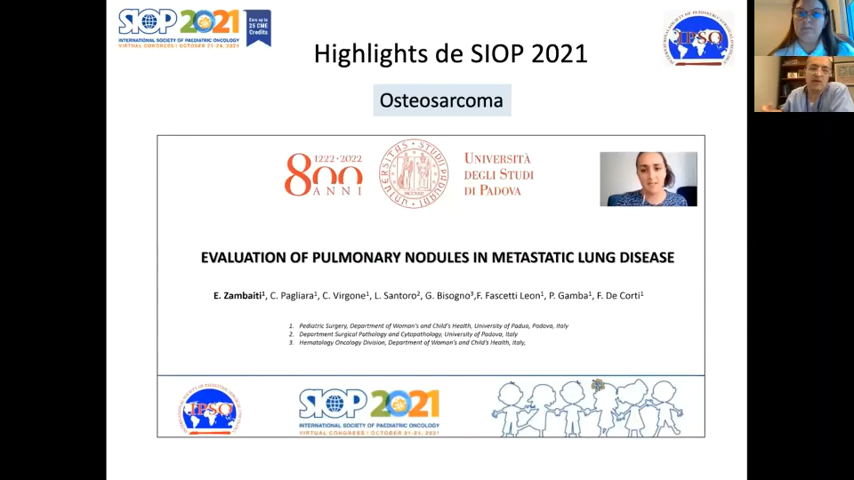 SIOP 2021
Earn up to
25 CME
Credits
INTERNATIONAL SOCIETY OF PAEDIATRIC ONCOLOGY
VIRTUAL CONGRESS / OCTOBER 21-24, 2021
Highlights de SIOP 2021
IPSO
Osteosarcoma
1222·2022
800
ANNI
UNIVERSITÀ
DEGLI STUDI
DI PADOVA
EVALUATION OF PULMONARY NODULES IN METASTATIC LUNG DISEASE
E. Zambaiti1, C. Pagliara1, C. Virgone1, L. Santoro2, G. Bisogno3,F. Fascetti Leon1, P. Gamba1, F. De Corti1
1. Pediatric Surgery, Department of Woman's and Child's Health, University of Padua, Padova, Italy
2. Department Surgical Pathology and Cytopathology, University of Padova, Italy
3. Hematology Oncology Division, Department of Woman's and Child's Health, Italy,
IPSO
SIOP 2021
INTERNATIONAL SOCIETY OF PAEDIATRIC ONCOLOGY
VIRTUAL CONGRESS / OCTOBER 21-24, 2021